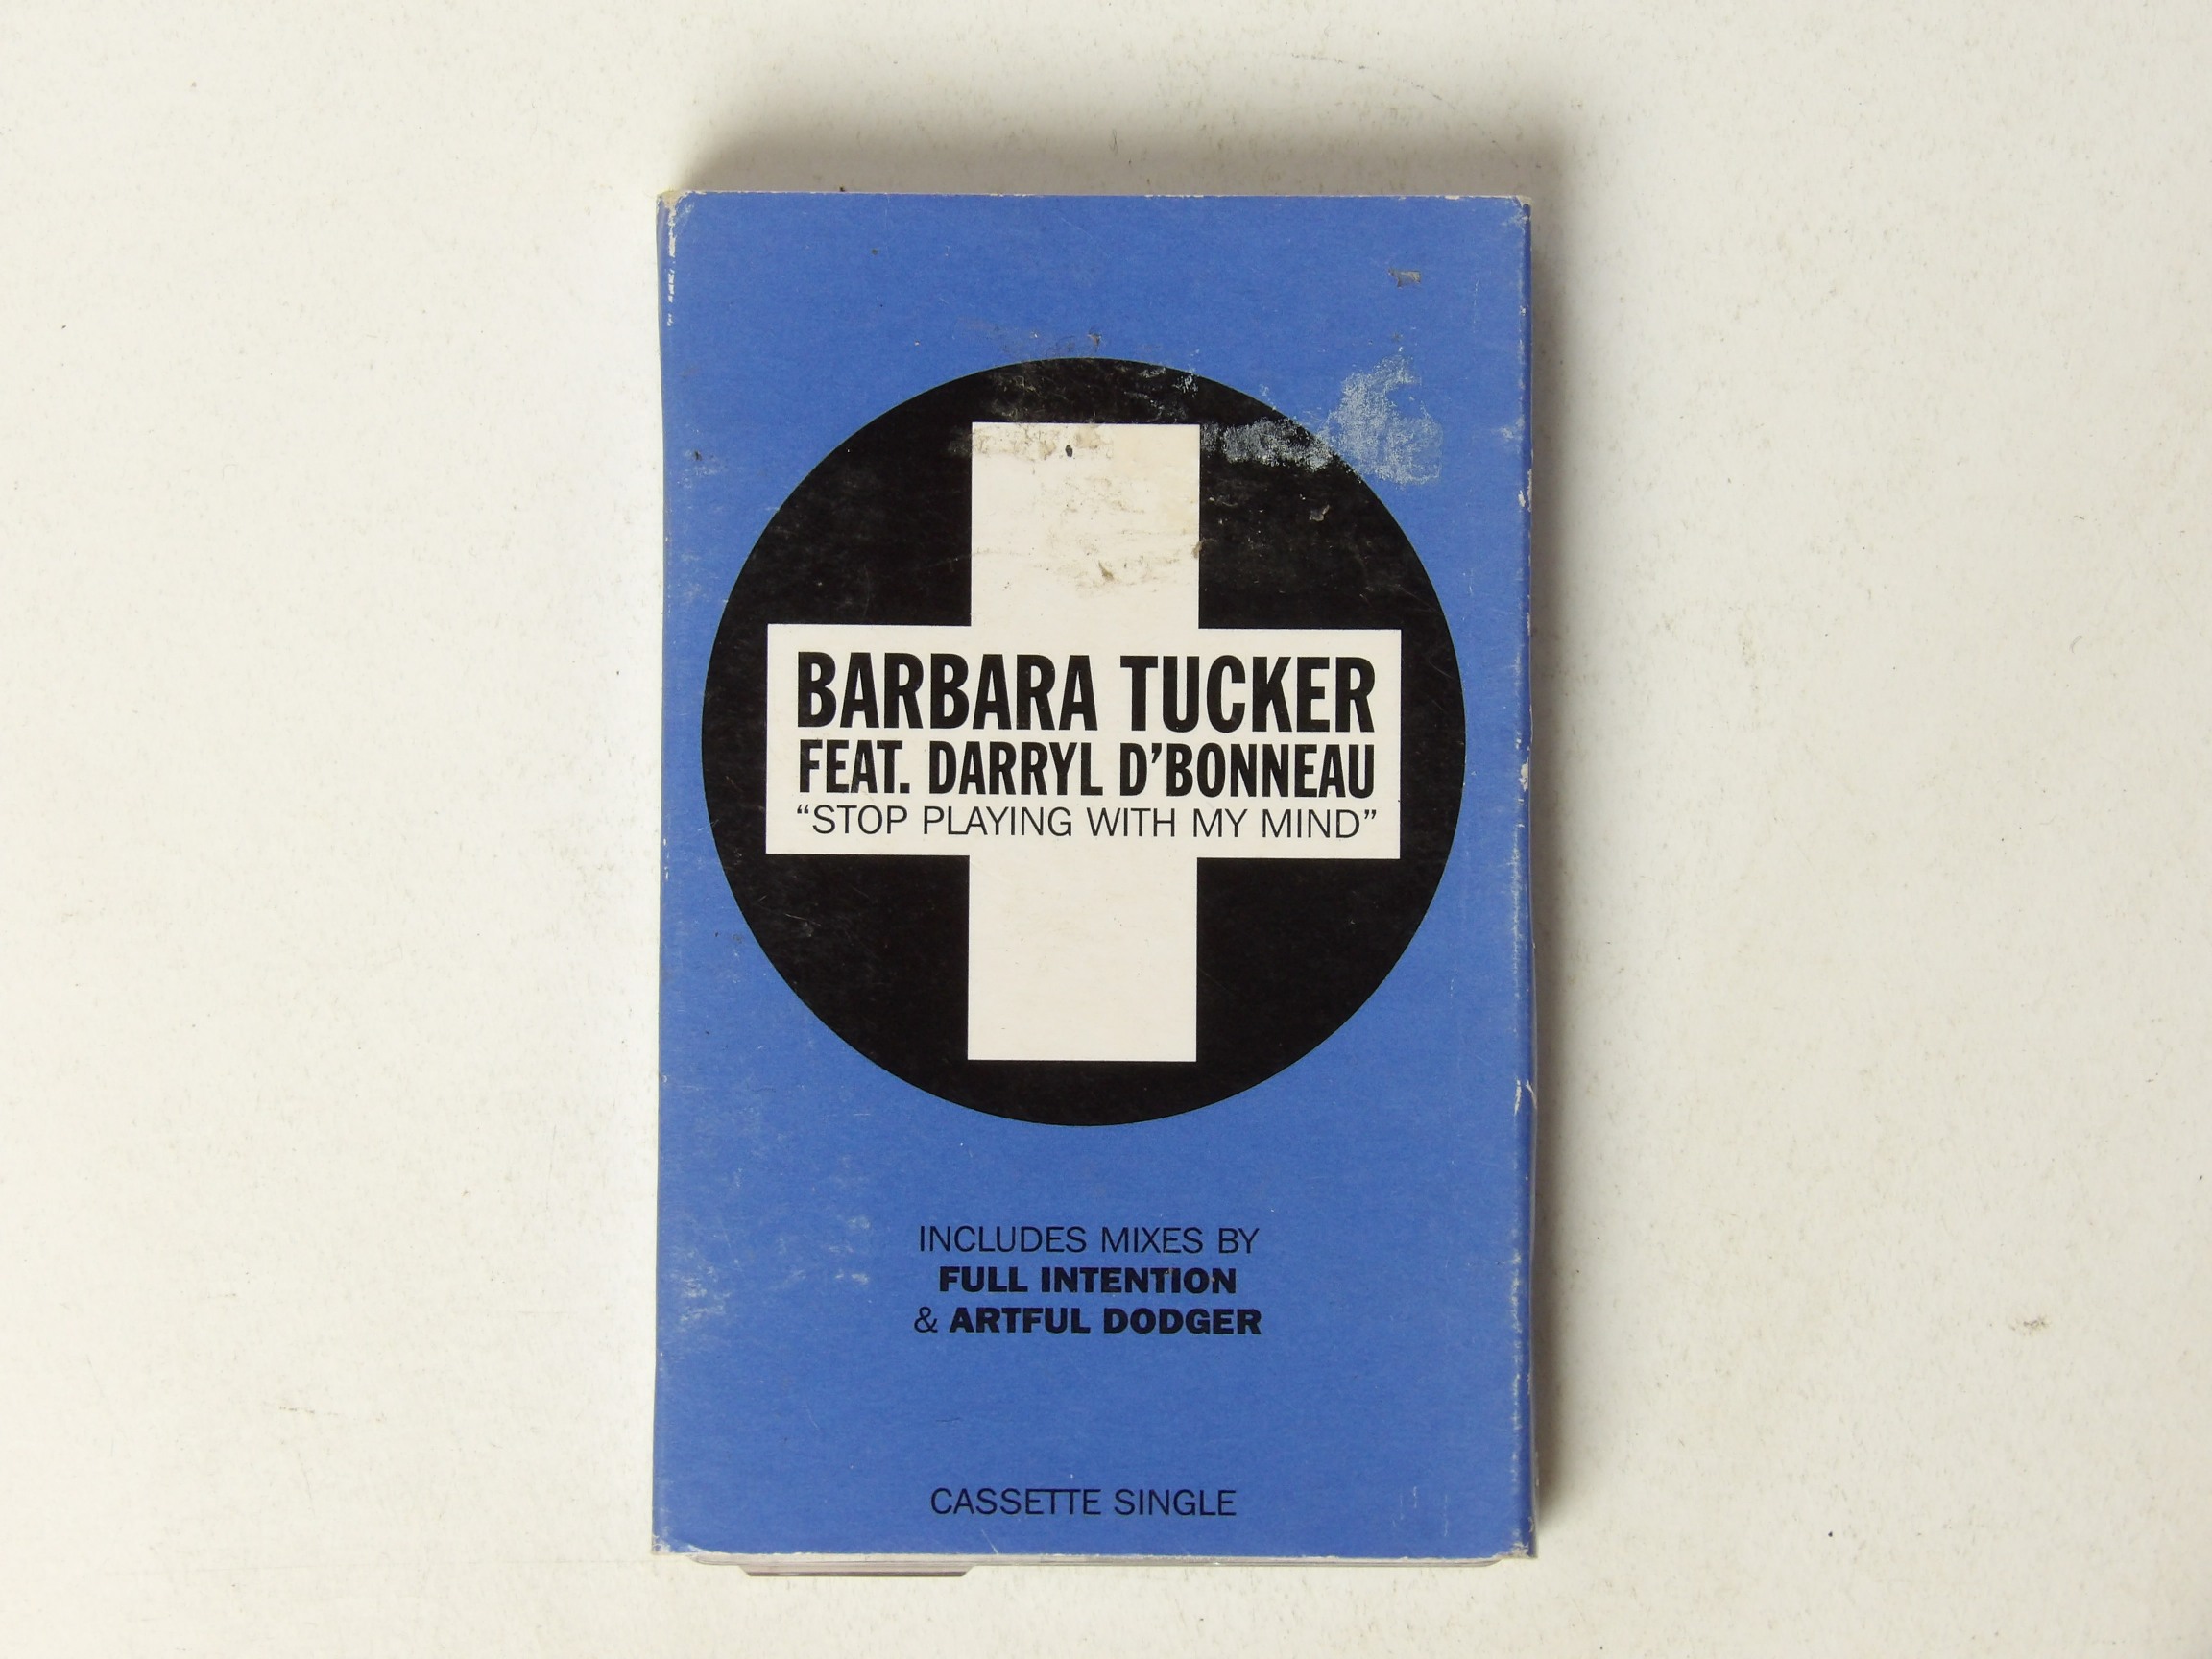 BARBARA TUCKER
FEAT. DARRYL D’BONNEAU
“STOP PLAYING WITH MY MIND”
INCLUDES MIXES BY
FULL INTENTION
& ARTFUL DODGER
CASSETTE SINGLE